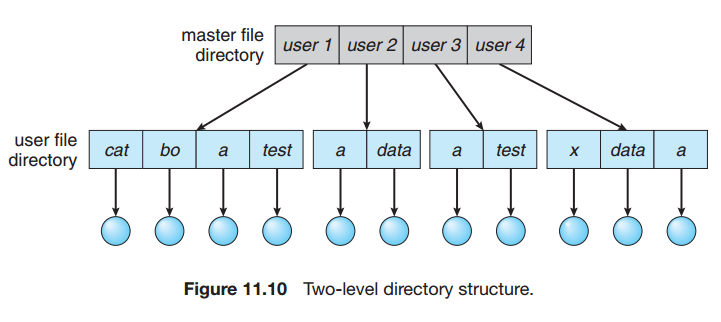 master file
directory
user 1 user 2 user 3 user 4
user file
directory
cat bo a test a data a test x data a
Figure 11.10 Two-level directory structure.